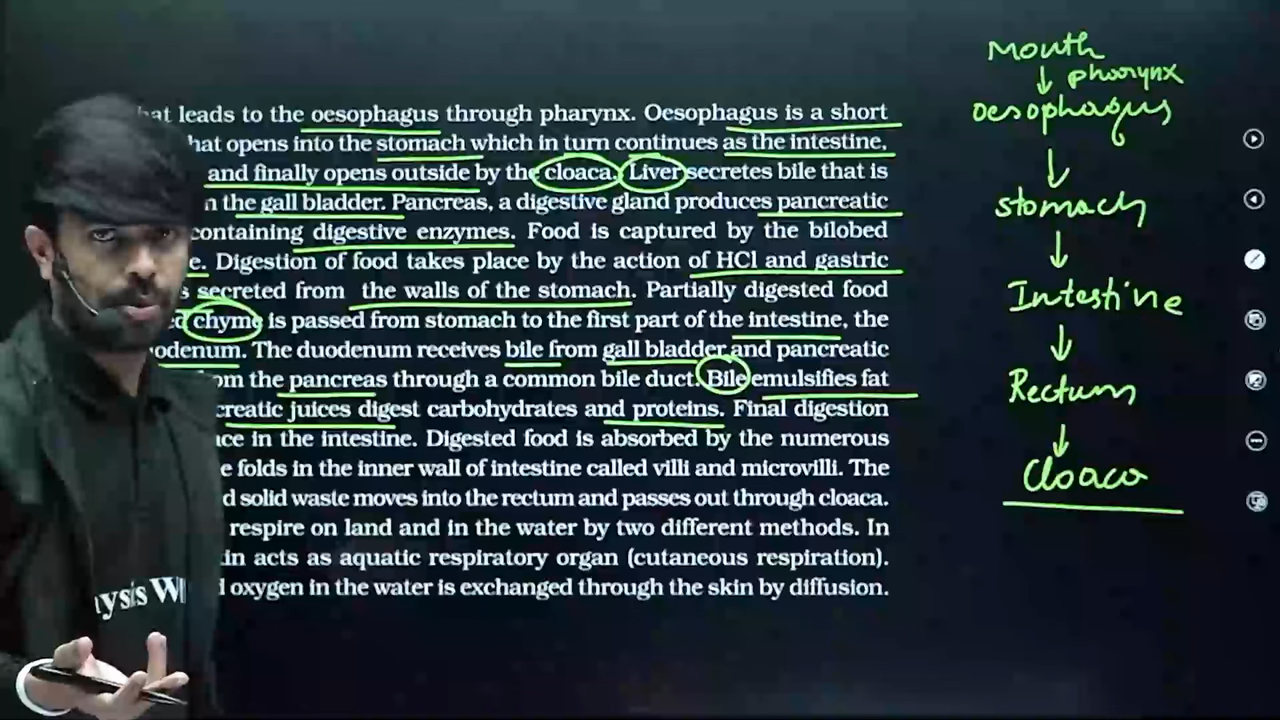 hat leads to the oesophagus through pharynx. Oesophagus is a short
hat opens into the stomach which in turn continues as the intestine,
and finally opens outside by the cloaca. Liver secretes bile that is
n the gall bladder. Pancreas, a digestive gland produces pancreatic
containing digestive enzymes. Food is captured by the bilobed
e. Digestion of food takes place by the action of HCl and gastric
s secreted from the walls of the stomach. Partially digested food
chyme is passed from stomach to the first part of the intestine, the
odenum. The duodenum receives bile from gall bladder and pancreatic
om the pancreas through a common bile duct. Bile emulsifies fat
creatic juices digest carbohydrates and proteins. Final digestion
ace in the intestine. Digested food is absorbed by the numerous
e folds in the inner wall of intestine called villi and microvilli. The
d solid waste moves into the rectum and passes out through cloaca.
respire on land and in the water by two different methods. In
in acts as aquatic respiratory organ (cutaneous respiration).
d oxygen in the water is exchanged through the skin by diffusion.
Mouth
pharynx
Oesophagus
Stomach
Intestine
Rectum
Cloaca
ysis W